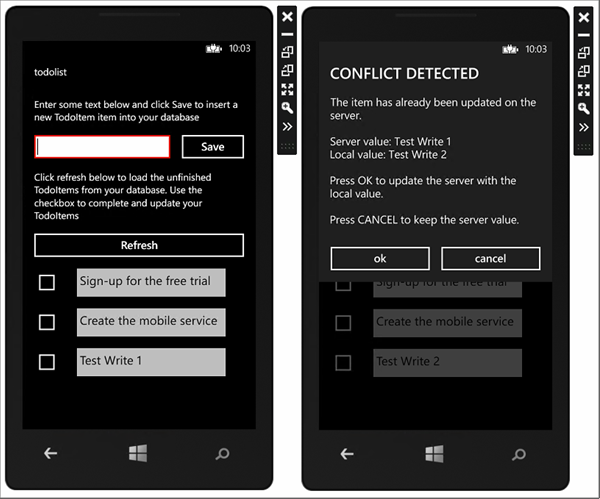 10:03
todolist
Enter some text below and click Save to insert a
new TodoItem item into your database
Save
Click refresh below to load the unfinished
TodoItems from your database. Use the
checkbox to complete and update your
TodoItems
Refresh
Sign-up for the free trial
Create the mobile service
Test Write 1
10:03
CONFLICT DETECTED
The item has already been updated on the
server.
Server value: Test Write 1
Local value: Test Write 2
Press OK to update the server with the
local value.
Press CANCEL to keep the server value.
ok
cancel
Sign-up for the free trial
Create the mobile service
Test Write 2